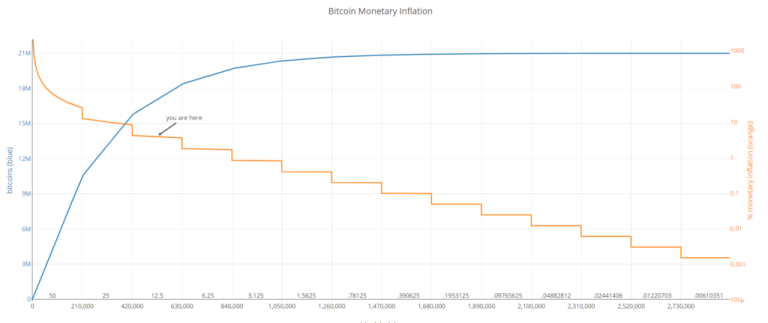 Bitcoin Monetary Inflation
21M
18M
15M
12M
9M
6M
3M
0
bitcoins (blue)
you are here
1000
100
10
1
0.1
0.01
0.001
100µ
% monetary inflation (orange)
50 25 12.5 6.25 3.125 1.5625 .78125 .390625 .1953125 .09765625 .04882812 .02441406 .01220703 .00610351
0 210,000 420,000 630,000 840,000 1,050,000 1,260,000 1,470,000 1,680,000 1,890,000 2,100,000 2,310,000 2,520,000 2,730,000